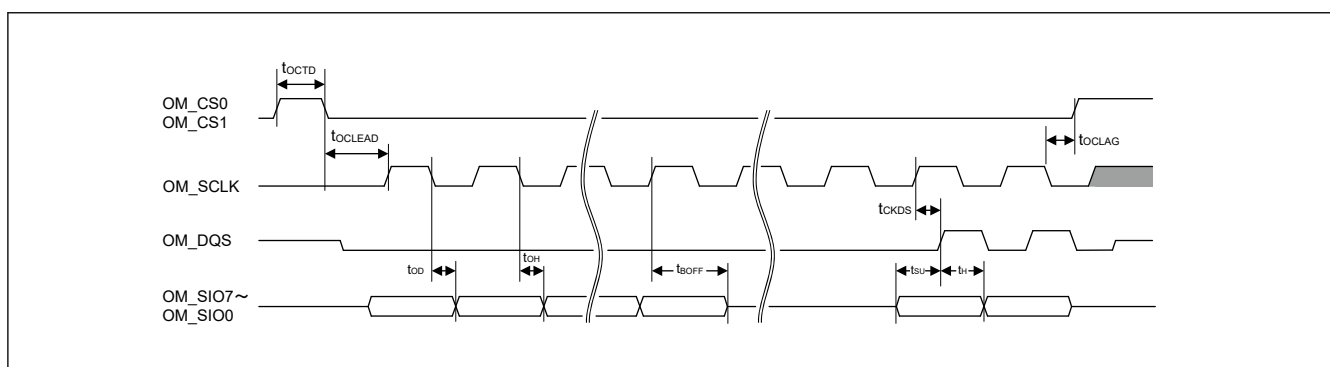 tOCTD
OM_CS0
OM_CS1
tOCLEAD
tOCLAG
OM_SCLK
tCKDS
OM_DQS
tOD
tOH
tBOFF
tSU
tH
OM_SIO7～
OM_SIO0